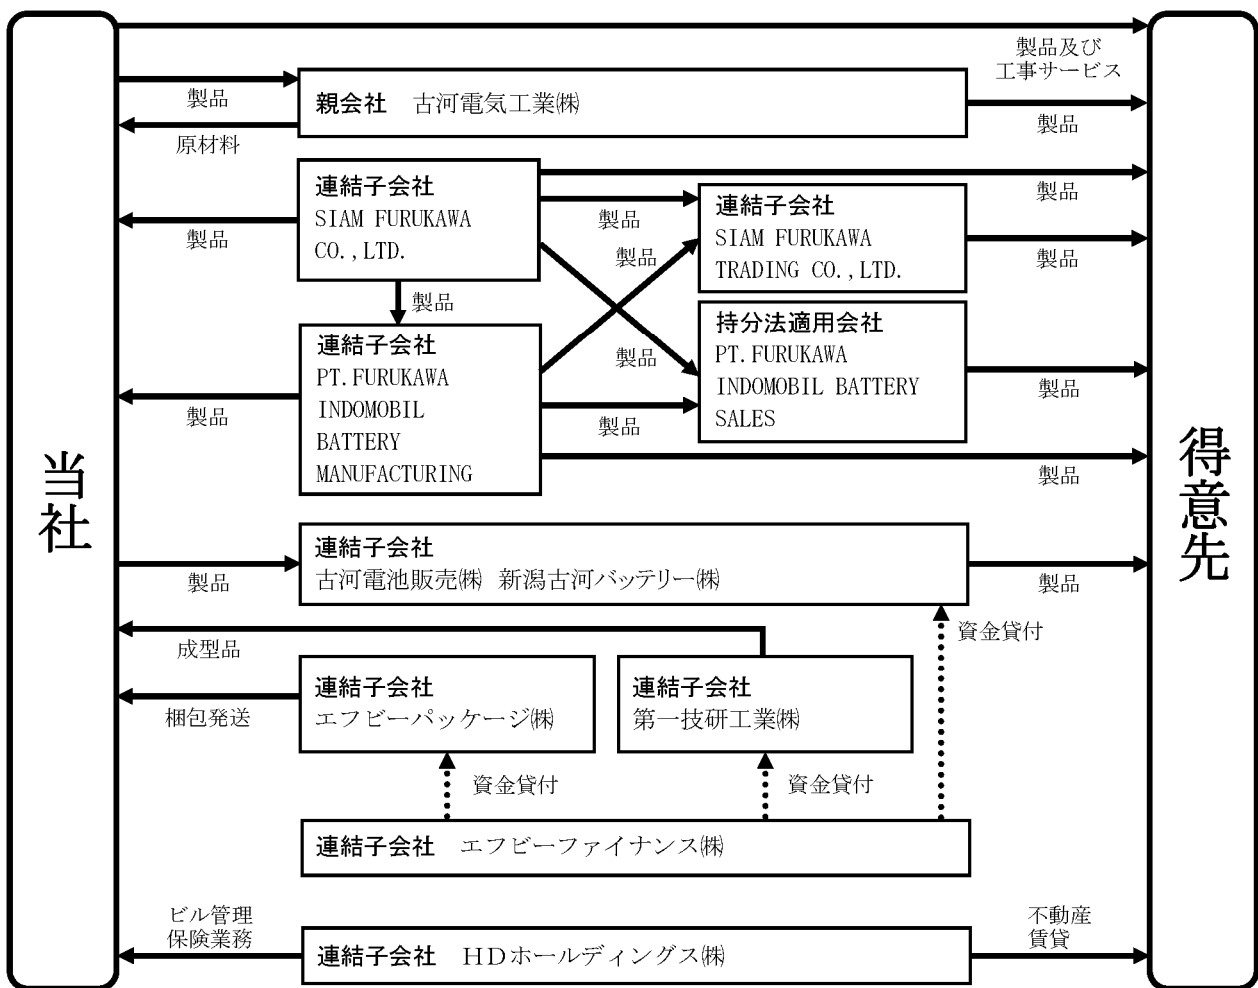 当社
得意先
製品及び
工事サービス
製品
親会社 古河電気工業㈱
製品
原材料
連結子会社
SIAM FURUKAWA
CO.,LTD.
製品
製品
製品
連結子会社
SIAM FURUKAWA
TRADING CO.,LTD.
製品
製品
製品
連結子会社
PT.FURUKAWA
INDOMOBIL
BATTERY
MANUFACTURING
製品
製品
製品
持分法適用会社
PT.FURUKAWA
INDOMOBIL BATTERY
SALES
製品
製品
連結子会社
古河電池販売㈱ 新潟古河バッテリー㈱
製品
製品
成型品
資金貸付
連結子会社
エフビーパッケージ㈱
梱包発送
連結子会社
第一技研工業㈱
資金貸付
資金貸付
連結子会社 エフビーファイナンス㈱
ビル管理
保険業務
連結子会社 HDホールディングス㈱
不動産
賃貸